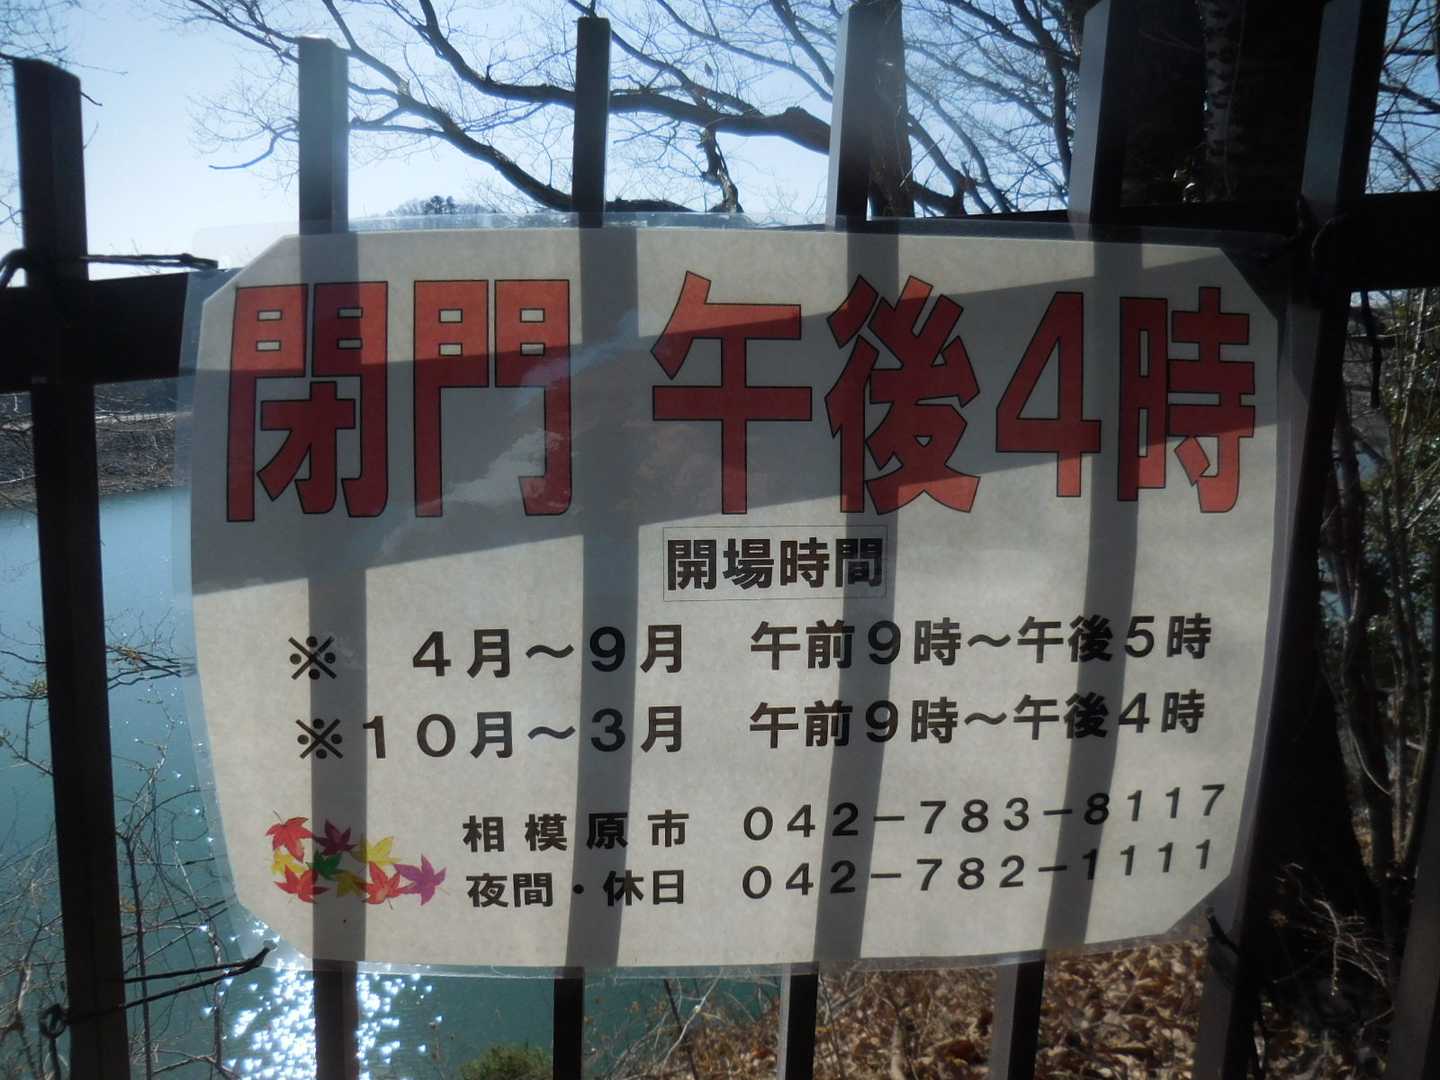 閉門 午後4時
開場時間
※ 4月～9月 午前9時～午後5時
※10月～3月 午前9時～午後4時
相模原市 042－783－8117
夜間・休日 042－782－1111